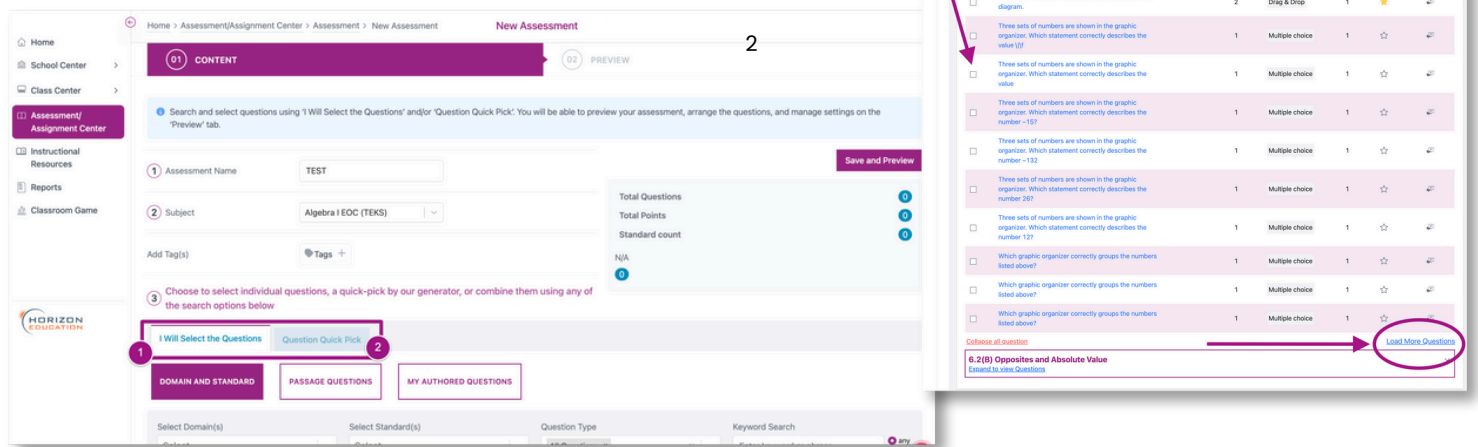 Home > Assessment/Assignment Center > Assessment > New Assessment
New Assessment
Home
School Center
Class Center
Assessment/
Assignment Center
Instructional
Resources
Reports
Classroom Game
HORIZON
EDUCATION
01 CONTENT
02 PREVIEW
2
Search and select questions using 'I Will Select the Questions' and/or 'Question Quick Pick'. You will be able to preview your assessment, arrange the questions, and manage settings on the
'Preview' tab.
Save and Preview
1 Assessment Name TEST
2 Subject Algebra I EOC (TEKS)
Add Tag(s) Tags +
Total Questions 0
Total Points 0
Standard count 0
N/A
0
3 Choose to select individual questions, a quick-pick by our generator, or combine them using any of
the search options below
1 I Will Select the Questions Question Quick Pick 2
DOMAIN AND STANDARD PASSAGE QUESTIONS MY AUTHORED QUESTIONS
Select Domain(s) Select Standard(s) Question Type Keyword Search
any
diagram. 2 Drag & Drop 1
Three sets of numbers are shown in the graphic
organizer. Which statement correctly describes the 1 Multiple choice 1
value \(\)!
Three sets of numbers are shown in the graphic
organizer. Which statement correctly describes the 1 Multiple choice 1
value
Three sets of numbers are shown in the graphic
organizer. Which statement correctly describes the 1 Multiple choice 1
number −15?
Three sets of numbers are shown in the graphic
organizer. Which statement correctly describes the 1 Multiple choice 1
number −132
Three sets of numbers are shown in the graphic
organizer. Which statement correctly describes the 1 Multiple choice 1
number 26?
Three sets of numbers are shown in the graphic
organizer. Which statement correctly describes the 1 Multiple choice 1
number 12?
Which graphic organizer correctly groups the numbers
listed above? 1 Multiple choice 1
Which graphic organizer correctly groups the numbers
listed above? 1 Multiple choice 1
Which graphic organizer correctly groups the numbers
listed above? 1 Multiple choice 1
Collapse all question Load More Questions
6.2(B) Opposites and Absolute Value
Expand to view Questions